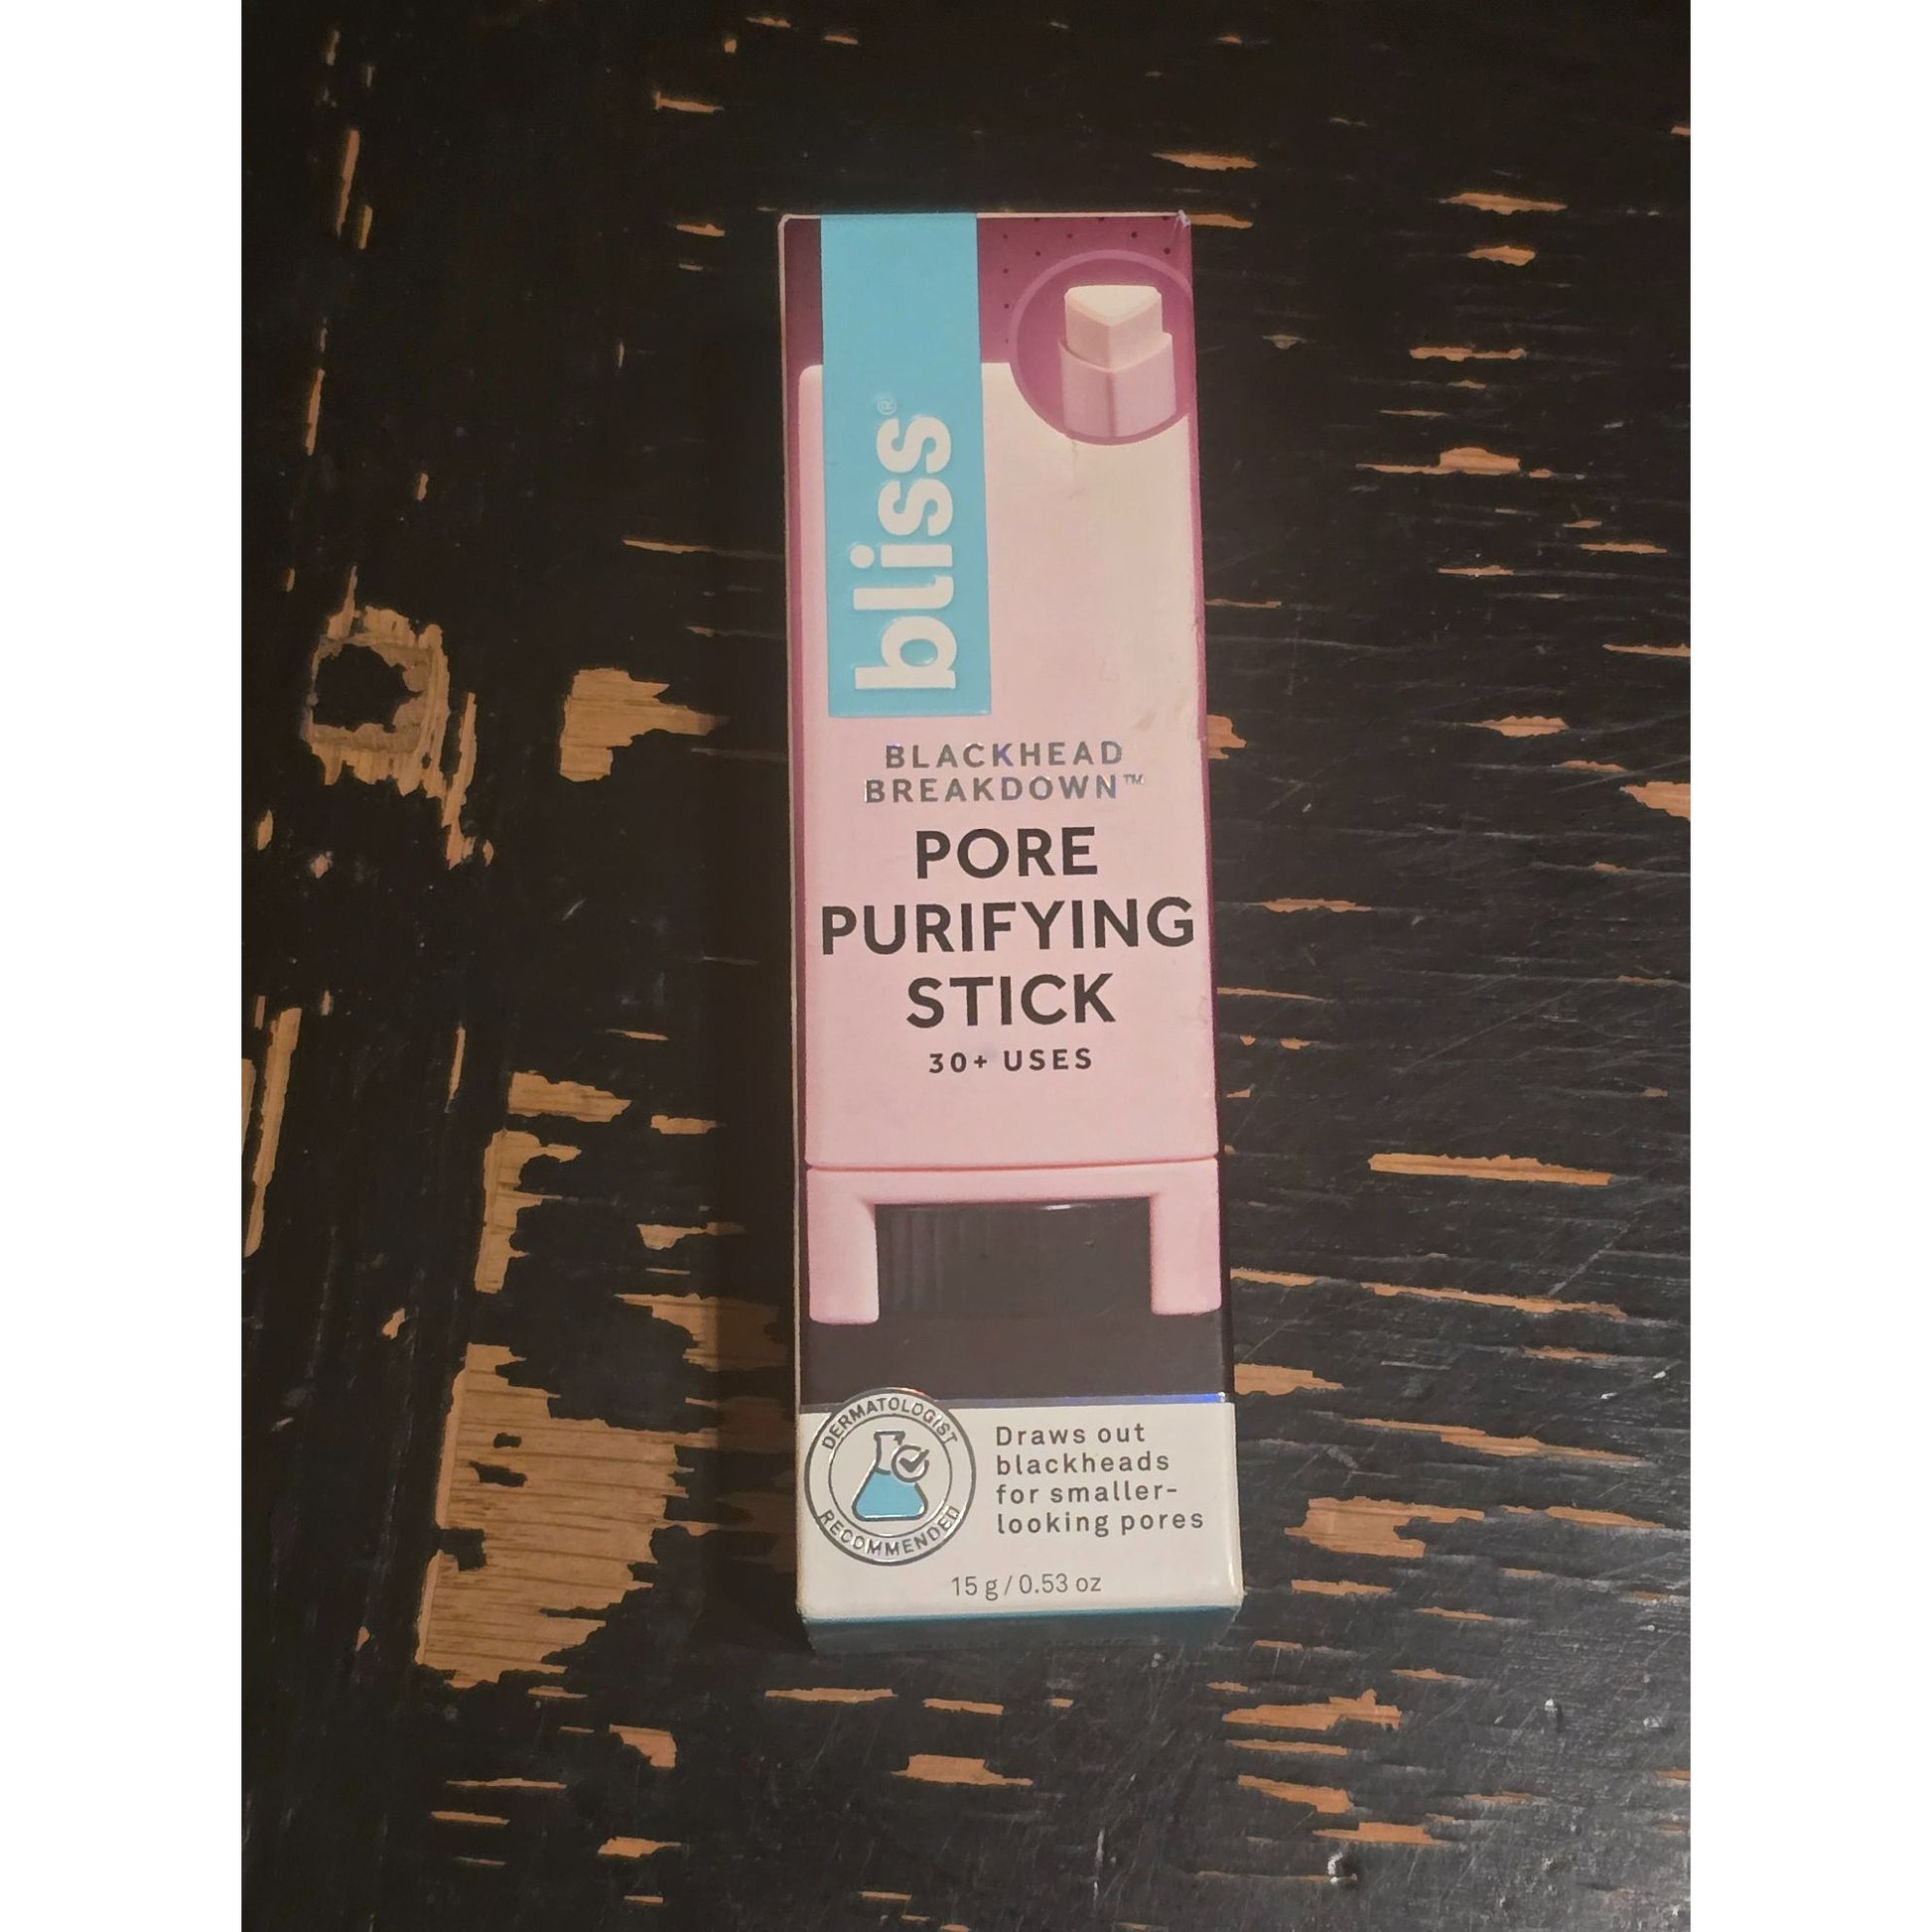 bliss®
BLACKHEAD
BREAKDOWN™
PORE
PURIFYING
STICK
30+ USES
DERMATOLOGIST
RECOMMENDED
Draws out
blackheads
for smaller-
looking pores
15 g / 0.53 oz